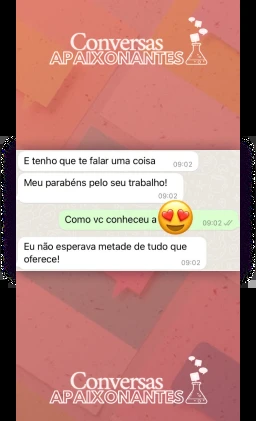 Conversas
APAIXONANTES
E tenho que te falar uma coisa
09:02
Meu parabéns pelo seu trabalho!
09:02
Como vc conheceu a
09:02
Eu não esperava metade de tudo que
oferece!
09:02
Conversas
APAIXONANTES